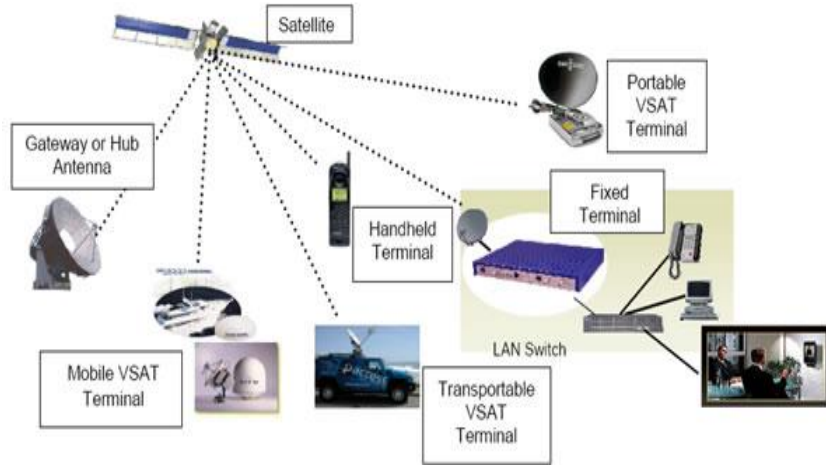 Satellite
Portable
VSAT
Terminal
Gateway or Hub
Antenna
Fixed
Terminal
Handheld
Terminal
LAN Switch
Mobile VSAT
Terminal
Transportable
VSAT
Terminal